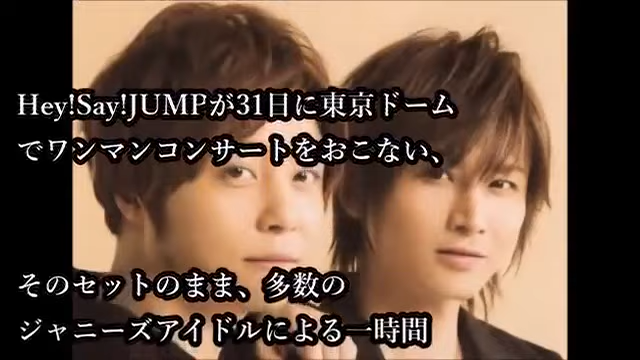 Hey!Say!JUMPが31日に東京ドーム
でワンマンコンサートをおこない、
そのセットのまま、多数の
ジャニーズアイドルによる一時間